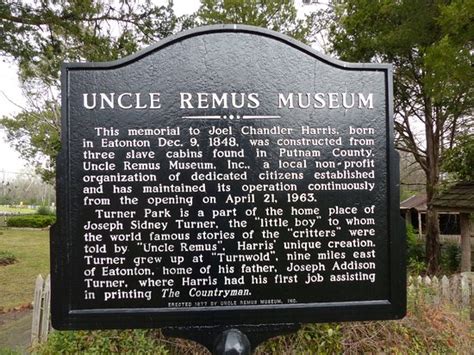 UNCLE REMUS MUSEUM
This memorial to Joel Chandler Harris, born
in Eatonton Dec. 9, 1848, was constructed from
three slave cabins found in Putnam County.
Uncle Remus Museum, Inc., a local non-profit
organization of dedicated citizens established
and has maintained its operation continuously
from the opening on April 21, 1963.
Turner Park is a part of the home place of
Joseph Sidney Turner, the "little boy" to whom
the world famous stories of the "critters" were
told by "Uncle Remus", Harris' unique creation.
Turner grew up at "Turnwold", nine miles east
of Eatonton, home of his father, Joseph Addison
Turner, where Harris had his first job assisting
in printing The Countryman.
ERECTED 1977 BY UNCLE REMUS MUSEUM, INC.